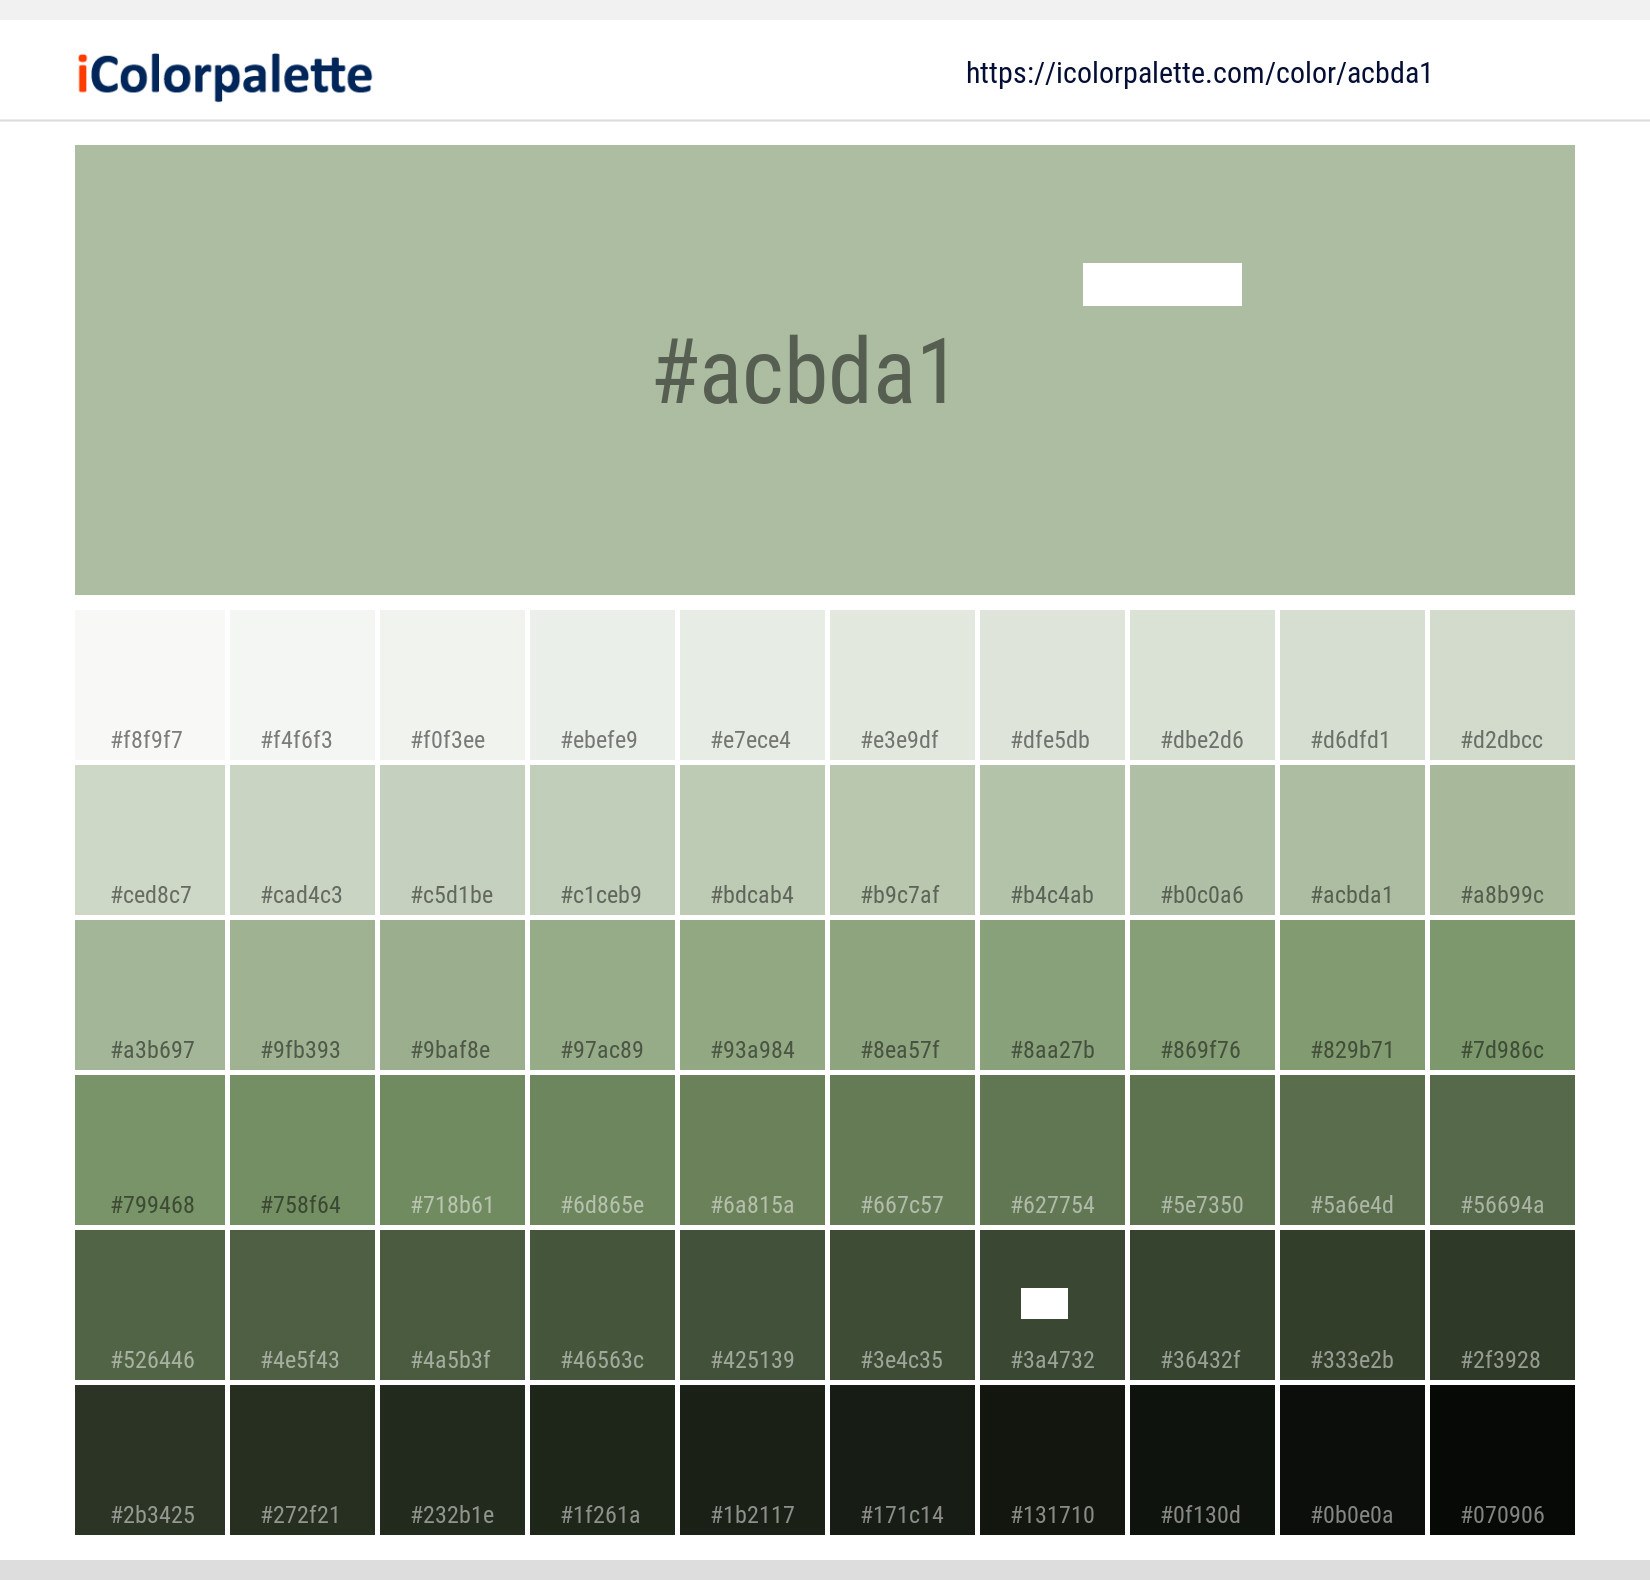 iColorpalette
https://icolorpalette.com/color/acbda1
#acbda1
#f8f9f7 #f4f6f3 #f0f3ee #ebefe9 #e7ece4 #e3e9df #dfe5db #dbe2d6 #d6dfd1 #d2dbcc
#ced8c7 #cad4c3 #c5d1be #c1ceb9 #bdcab4 #b9c7af #b4c4ab #b0c0a6 #acbda1 #a8b99c
#a3b697 #9fb393 #9baf8e #97ac89 #93a984 #8ea57f #8aa27b #869f76 #829b71 #7d986c
#799468 #758f64 #718b61 #6d865e #6a815a #667c57 #627754 #5e7350 #5a6e4d #56694a
#526446 #4e5f43 #4a5b3f #46563c #425139 #3e4c35 #3a4732 #36432f #333e2b #2f3928
#2b3425 #272f21 #232b1e #1f261a #1b2117 #171c14 #131710 #0f130d #0b0e0a #070906